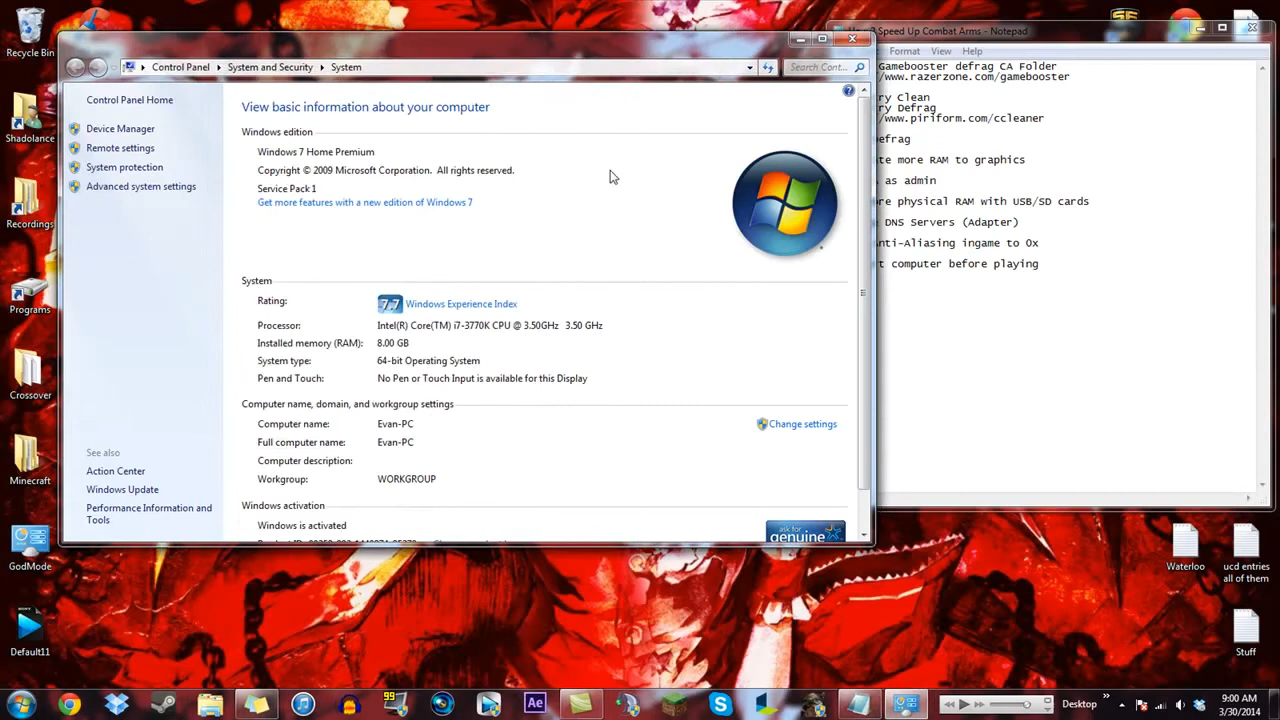 Recycle Bin
Shadolance
Recordings
Programs
Crossover
Minecraft
GodMode
Default11
Control Panel
System and Security
System
Search Cont...
Control Panel Home
Device Manager
Remote settings
System protection
Advanced system settings
See also
Action Center
Windows Update
Performance Information and
Tools
View basic information about your computer
Windows edition
Windows 7 Home Premium
Copyright © 2009 Microsoft Corporation. All rights reserved.
Service Pack 1
Get more features with a new edition of Windows 7
System
Rating: 7.7 Windows Experience Index
Processor: Intel(R) Core(TM) i7-3770K CPU @ 3.50GHz 3.50 GHz
Installed memory (RAM): 8.00 GB
System type: 64-bit Operating System
Pen and Touch: No Pen or Touch Input is available for this Display
Computer name, domain, and workgroup settings
Computer name: Evan-PC
Change settings
Full computer name: Evan-PC
Computer description:
Workgroup: WORKGROUP
Windows activation
Windows is activated
ask for
genuine
Speed Up Combat Arms - Notepad
Format View Help
Gamebooster defrag CA Folder
/www.razerzone.com/gamebooster
ry Clean
ry Defrag
/www.piriform.com/ccleaner
efrag
te more RAM to graphics
as admin
re physical RAM with USB/SD cards
DNS Servers (Adapter)
nti-Aliasing ingame to 0x
t computer before playing
Waterloo
ucd entries
all of them
Stuff
99
Ae
Desktop
9:00 AM
3/30/2014